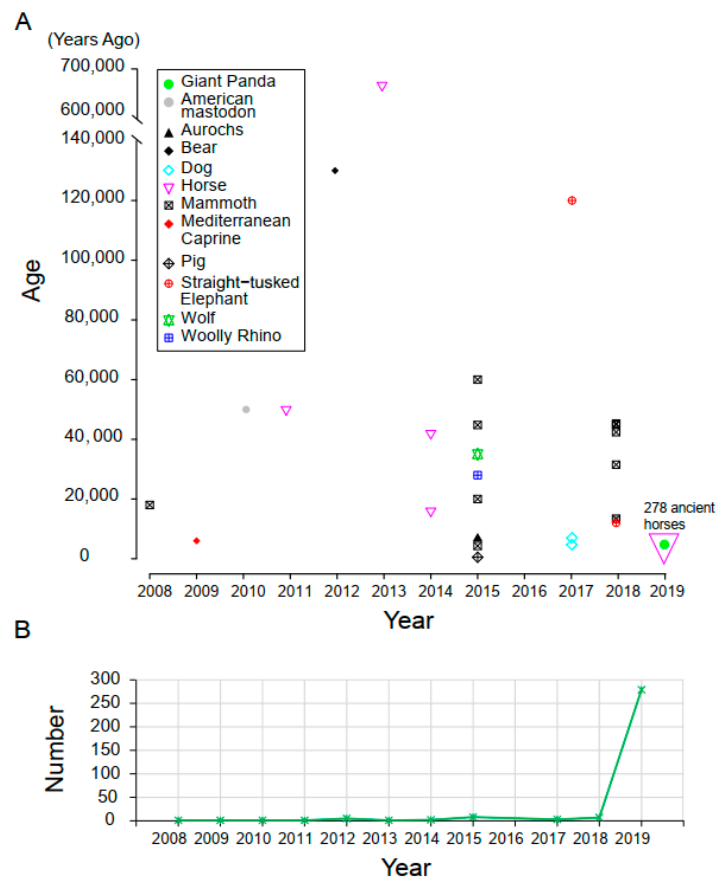 A
(Years Ago)
700,000
600,000
140,000
120,000
100,000
80,000
60,000
40,000
20,000
0
Age
Giant Panda
American
mastodon
Aurochs
Bear
Dog
Horse
Mammoth
Mediterranean
Caprine
Pig
Straight−tusked
Elephant
Wolf
Woolly Rhino
278 ancient
horses
2008 2009 2010 2011 2012 2013 2014 2015 2016 2017 2018 2019
Year
B
300
250
200
150
100
50
0
Number
2008 2009 2010 2011 2012 2013 2014 2015 2016 2017 2018 2019
Year